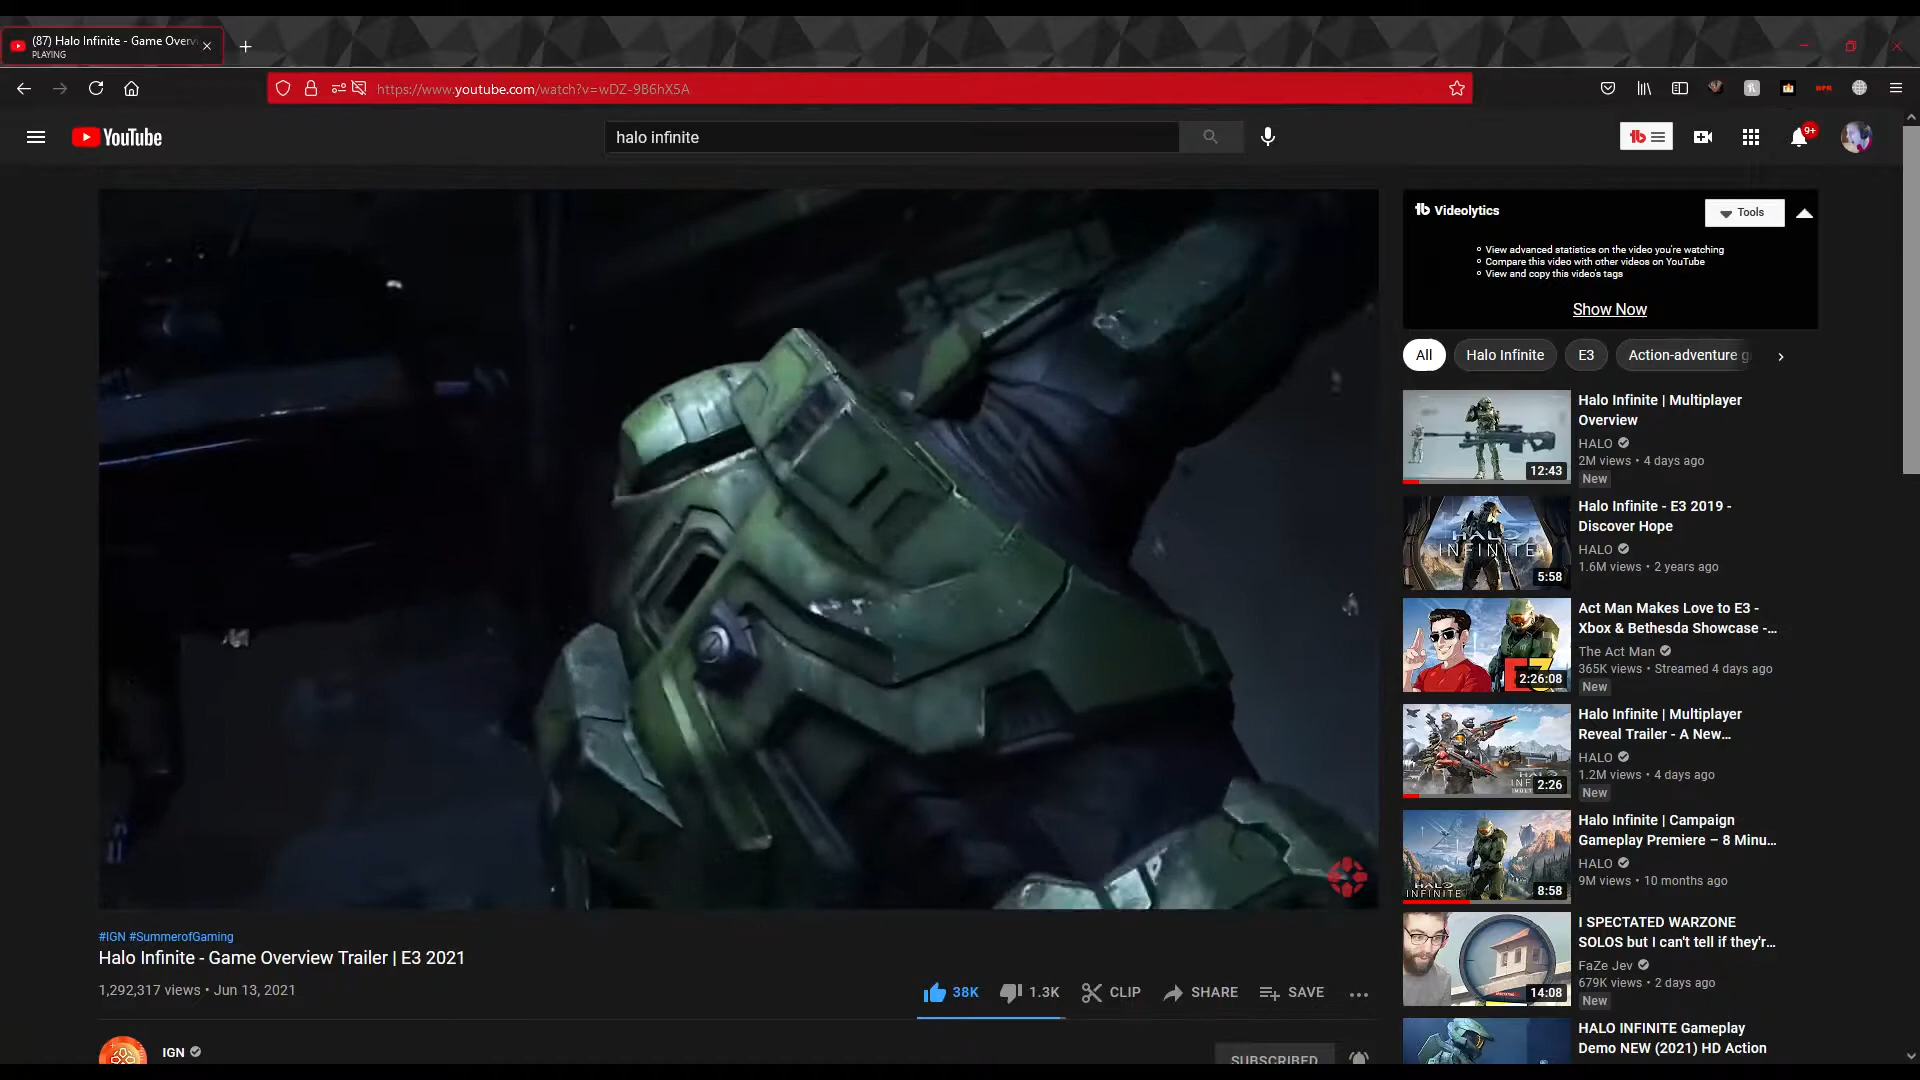 (87) Halo Infinite - Game Overvi
PLAYING
https://www.youtube.com/watch?v=wDZ-9B6hX5A
YouTube
halo infinite
9+
Videolytics
Tools
View advanced statistics on the video you're watching
Compare this video with other videos on YouTube
View and copy this video's tags
Show Now
All
Halo Infinite
E3
Action-adventure g
Halo Infinite | Multiplayer
Overview
HALO
2M views • 4 days ago
New
12:43
Halo Infinite - E3 2019 -
Discover Hope
HALO
1.6M views • 2 years ago
HALO
INFINITE
5:58
Act Man Makes Love to E3 -
Xbox & Bethesda Showcase -...
The Act Man
365K views • Streamed 4 days ago
New
2:26:08
Halo Infinite | Multiplayer
Reveal Trailer - A New...
HALO
1.2M views • 4 days ago
New
2:26
Halo Infinite | Campaign
Gameplay Premiere – 8 Minu...
HALO
9M views • 10 months ago
HALO
INFINITE
8:58
I SPECTATED WARZONE
SOLOS but I can't tell if they'r...
FaZe Jev
679K views • 2 days ago
New
14:08
HALO INFINITE Gameplay
Demo NEW (2021) HD Action
#IGN #SummerofGaming
Halo Infinite - Game Overview Trailer | E3 2021
1,292,317 views • Jun 13, 2021
38K
1.3K
CLIP
SHARE
SAVE
IGN
SUBSCRIBED